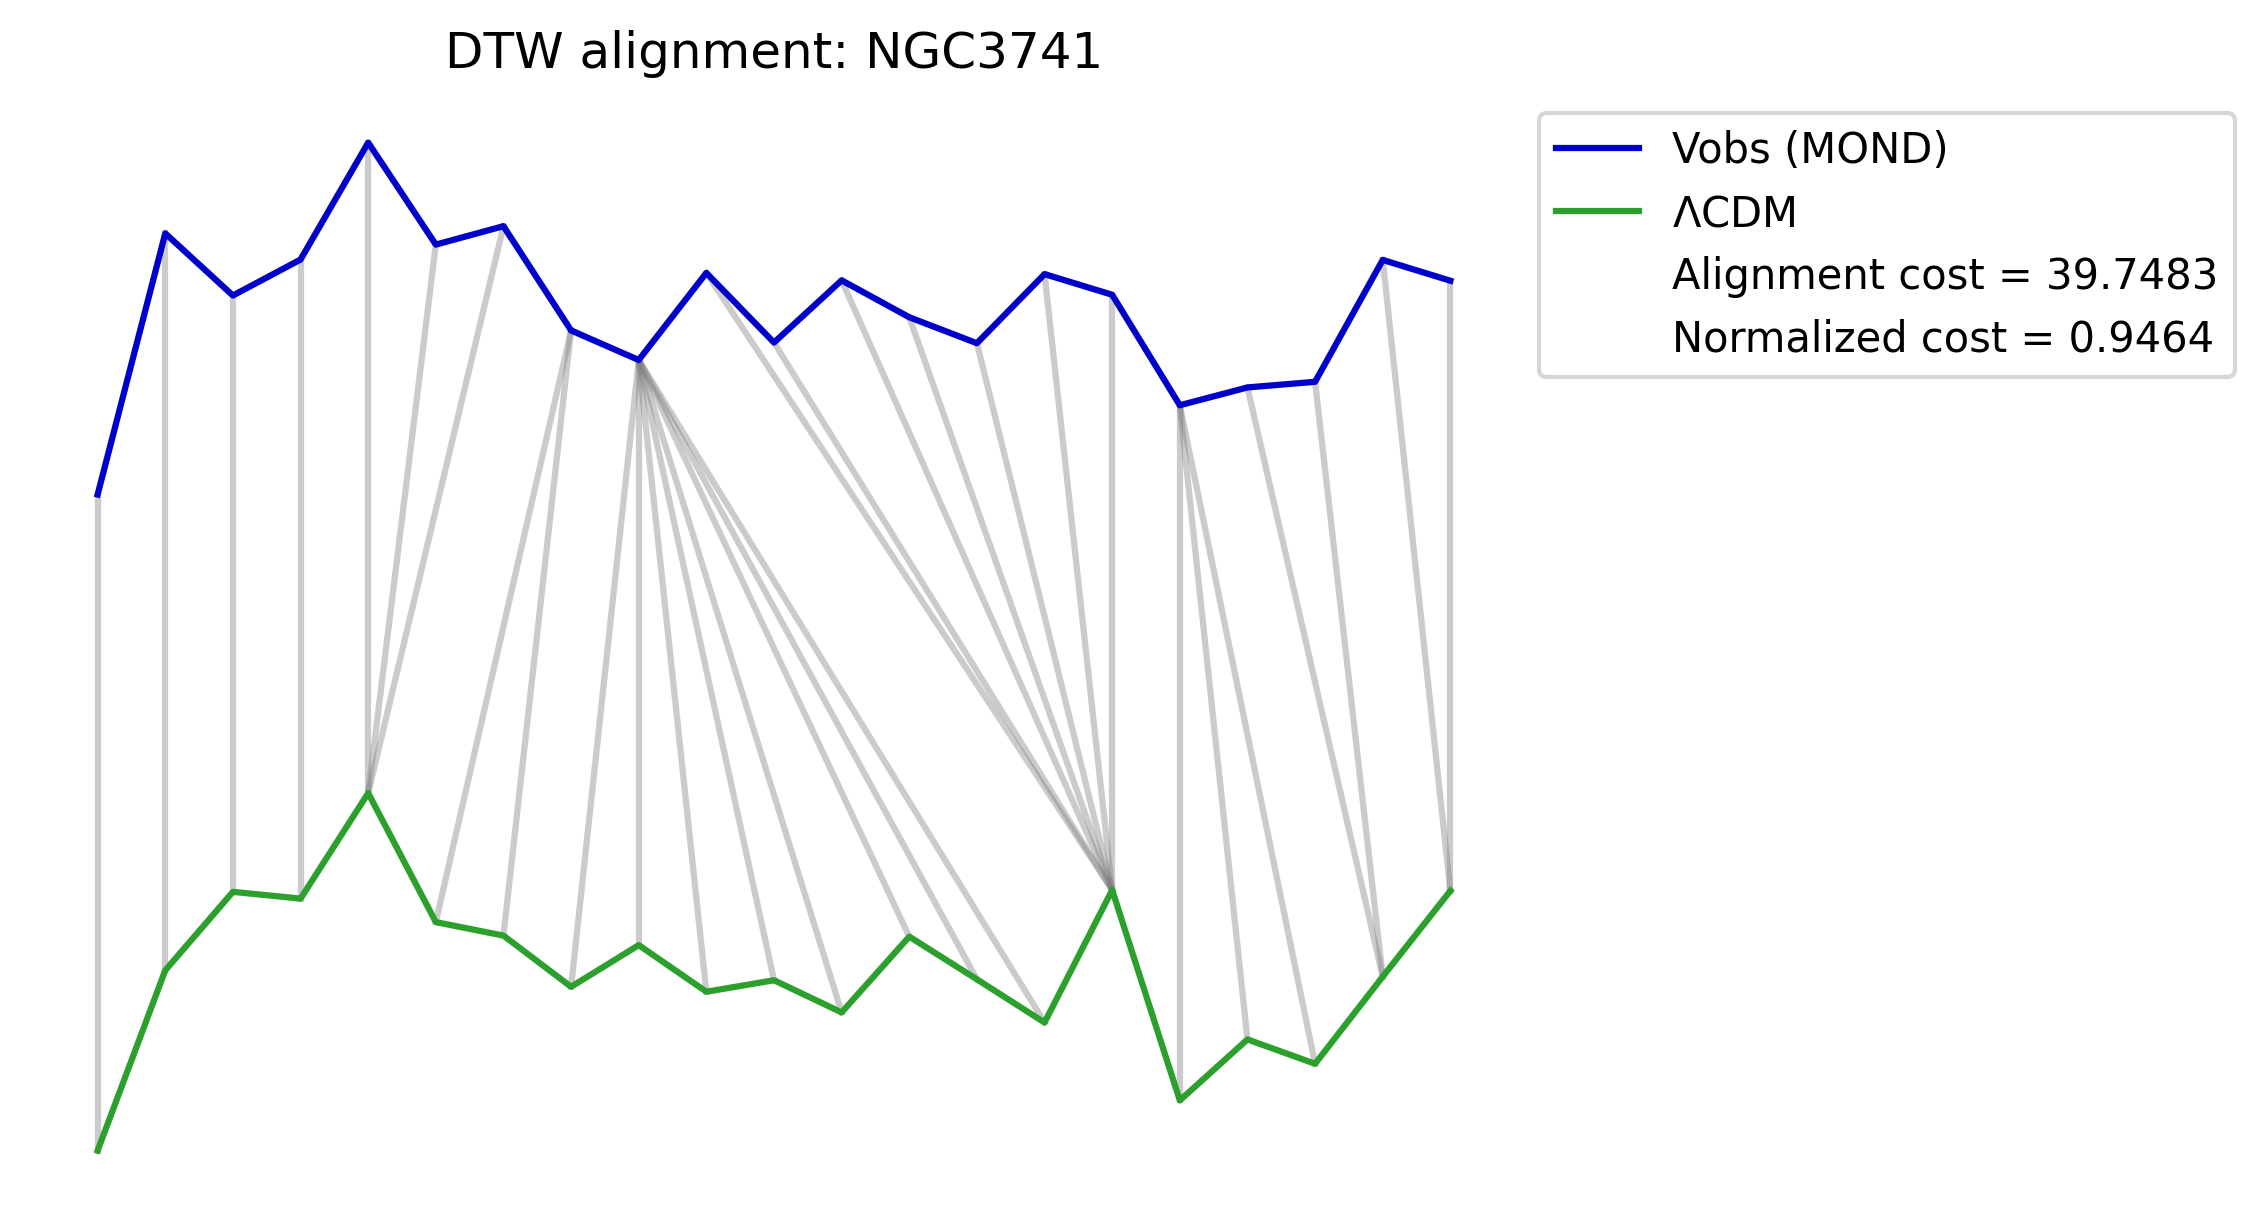 DTW alignment: NGC3741
Vobs (MOND)
ΛCDM
Alignment cost = 39.7483
Normalized cost = 0.9464